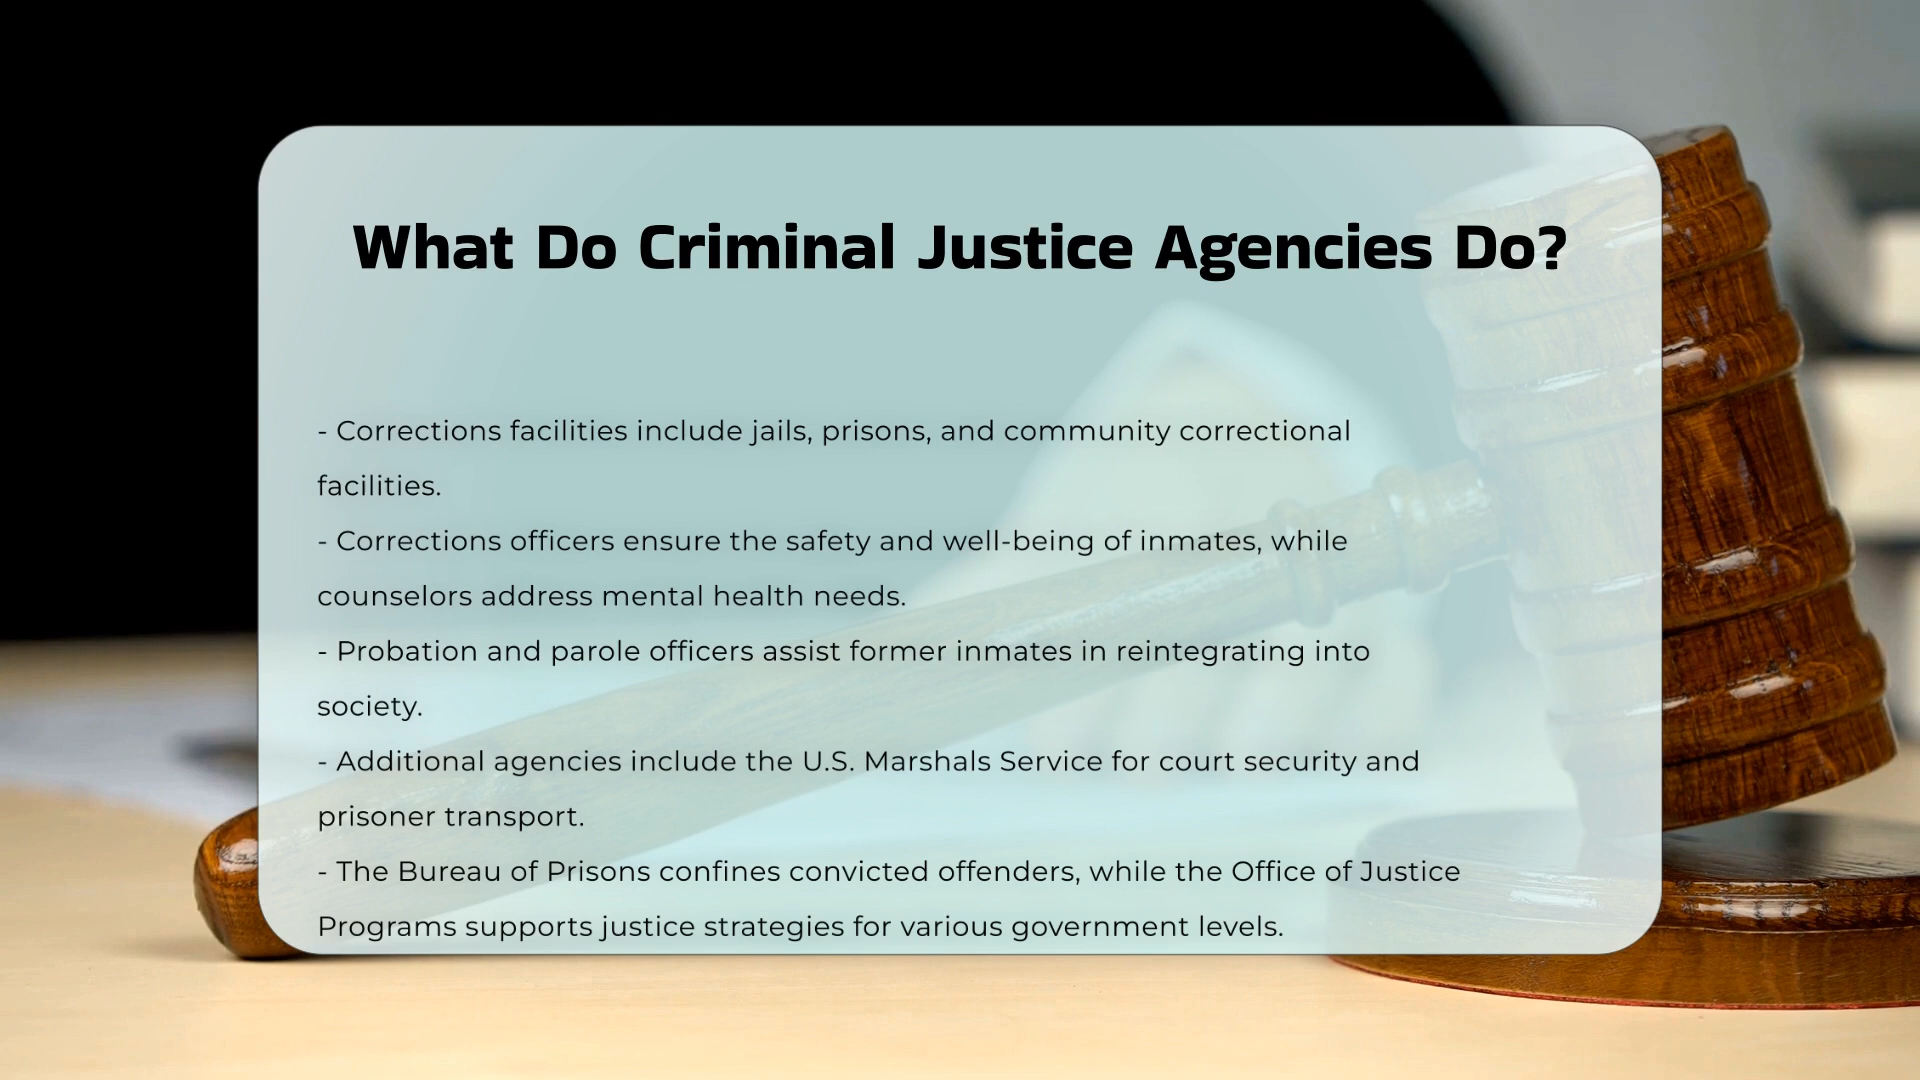 What Do Criminal Justice Agencies Do?
- Corrections facilities include jails, prisons, and community correctional
facilities.
- Corrections officers ensure the safety and well-being of inmates, while
counselors address mental health needs.
- Probation and parole officers assist former inmates in reintegrating into
society.
- Additional agencies include the U.S. Marshals Service for court security and
prisoner transport.
- The Bureau of Prisons confines convicted offenders, while the Office of Justice
Programs supports justice strategies for various government levels.